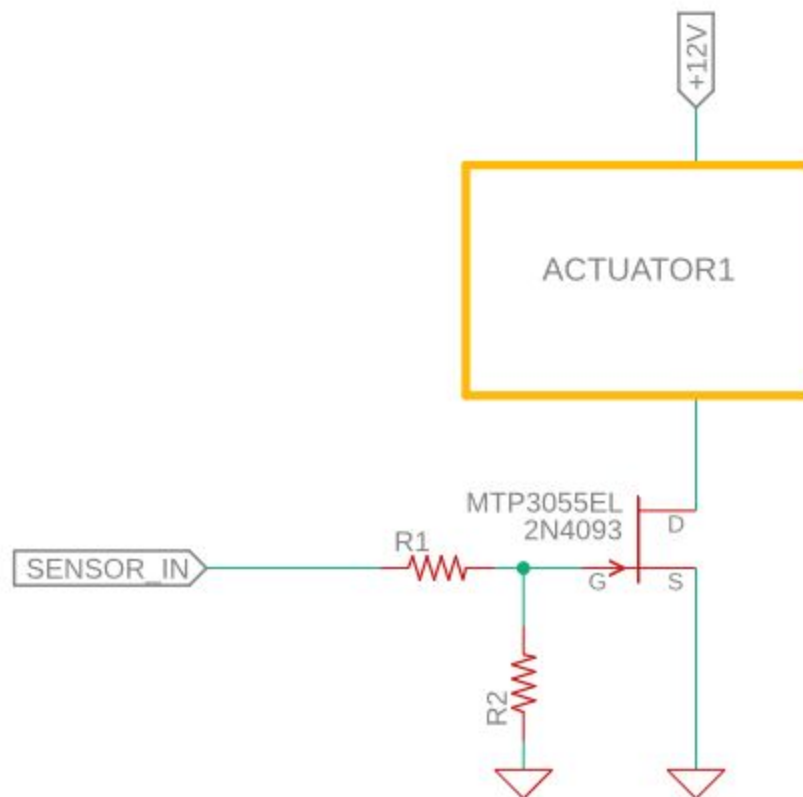 +12V
ACTUATOR1
MTP3055EL
2N4093
D
R1
SENSOR_IN
G
S
R2